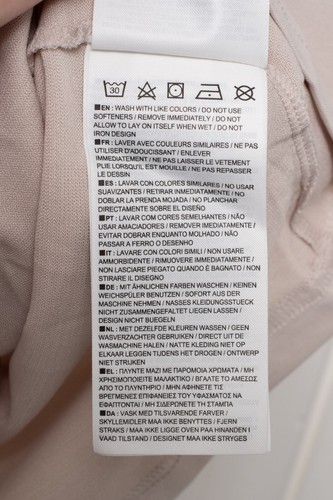 30
EN: WASH WITH LIKE COLORS / DO NOT USE
SOFTENERS / REMOVE IMMEDIATELY / DO NOT
ALLOW TO LAY ON ITSELF WHEN WET / DO NOT
IRON DESIGN
FR: LAVER AVEC COULEURS SIMILAIRES / NE PAS
UTILISER D'ADOUCISSANT / ENLEVER
IMMEDIATEMENT / NE PAS LAISSER LE VETEMENT
PLIE LORSQU'IL EST MOUILLE / NE PAS REPASSER
LE DESSIN
ES: LAVAR CON COLORES SIMILARES / NO USAR
SUAVIZANTES / RETIRAR INMEDIATAMENTE / NO
DOBLAR LA PRENDA MOJADA / NO PLANCHAR
DIRECTAMENTE SOBRE EL DISEÑO
PT: LAVAR COM CORES SEMELHANTES / NÃO
USAR AMACIADORES / REMOVER IMEDIATAMENTE /
EVITAR DOBRAR ENQUANTO MOLHADO / NÃO
PASSAR A FERRO O DESENHO
IT: LAVARE CON COLORI SIMILI / NON USARE
AMMORBIDENTE / RIMUOVERE IMMEDIATAMENTE /
NON LASCIARE PIEGATO QUANDO È BAGNATO / NON
STIRARE IL DISEGNO
DE: MIT ÄHNLICHEN FARBEN WASCHEN / KEINEN
WEICHSPÜLER BENUTZEN / SOFORT AUS DER
MASCHINE NEHMEN / NASSES KLEIDUNGSSTUECK
NICHT ZUSAMMENGEFALTET LIEGEN LASSEN /
DESIGN NICHT BUEGELN
NL: MET DEZELFDE KLEUREN WASSEN / GEEN
WASVERZACHTER GEBRUIKEN / DIRECT UIT DE
WASMACHINE HALEN / NATTE KLEDING NIET OP
ELKAAR LEGGEN TIJDENS HET DROGEN / ONTWERP
NIET STRIJKEN
EL: ΠΛΥΝΤΕ ΜΑΖΙ ΜΕ ΠΑΡΟΜΟΙΑ ΧΡΩΜΑΤΑ / ΜΗ
ΧΡΗΣΙΜΟΠΟΙΕΙΤΕ ΜΑΛΑΚΤΙΚΟ / ΒΓΑΛΤΕ ΤΟ ΑΜΕΣΩΣ
ΑΠΟ ΤΟ ΠΛΥΝΤΗΡΙΟ / ΜΗΝ ΑΦΗΝΕΤΕ ΤΙΣ
ΒΡΕΓΜΕΝΕΣ ΕΠΙΦΑΝΕΙΕΣ ΤΟΥ ΥΦΑΣΜΑΤΟΣ ΝΑ
ΕΦΑΠΤΟΝΤΑΙ / ΜΗ ΣΙΔΕΡΩΝΕΤΕ ΤΗ ΣΤΑΜΠΑ
DA: VASK MED TILSVARENDE FARVER /
SKYLLEMIDLER MAA IKKE BENYTTES / FJERN
STRAKS / MAA IKKE LIGGE OVEN PAA HINANDEN I
VAAD TILSTAND / DESIGNET MAA IKKE STRYGES